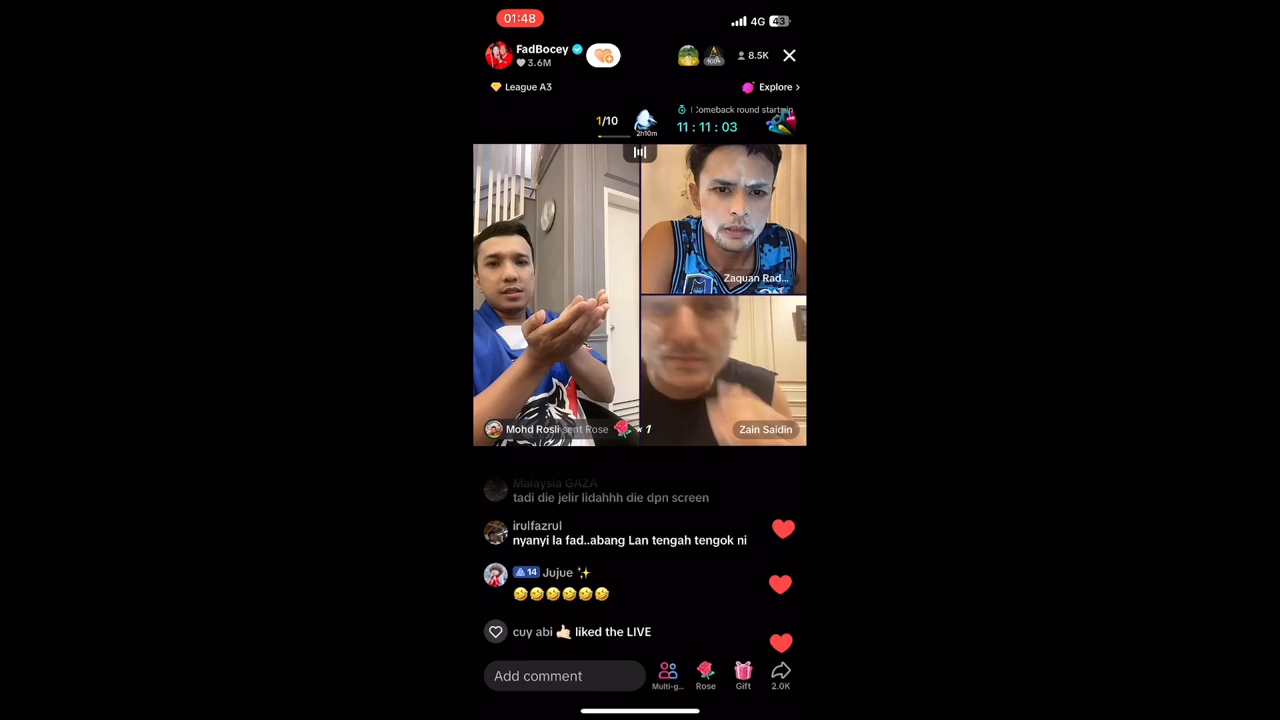 01:48
4G
43
FadBocey
3.6M
8.5K
League A3
Explore >
1/10
2h10m
Comeback round starts in
11 : 11 : 03
Zaquan Rad...
Mohd Rosli sent Rose × 1
Zain Saidin
Malaysia GAZA
tadi die jelir lidahhh die dpn screen
irulfazrul
nyanyi la fad..abang Lan tengah tengok ni
14 Jujue
cuy abi liked the LIVE
Add comment
Multi-g...
Rose
Gift
2.0K